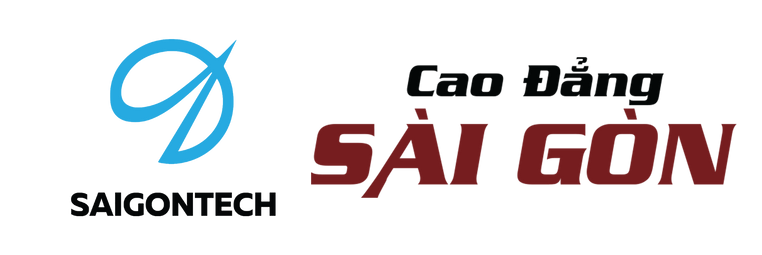 SAIGONTECH
Cao Đẳng
SÀI GÒN